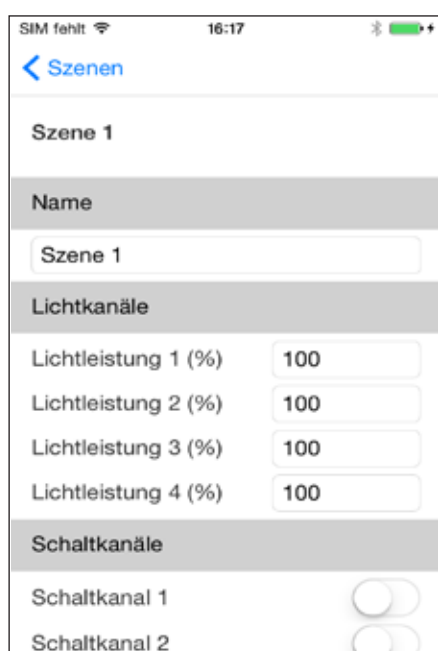 SIM fehlt 16:17
Szenen
Szene 1
Name
Szene 1
Lichtkanäle
Lichtleistung 1 (%) 100
Lichtleistung 2 (%) 100
Lichtleistung 3 (%) 100
Lichtleistung 4 (%) 100
Schaltkanäle
Schaltkanal 1
Schaltkanal 2